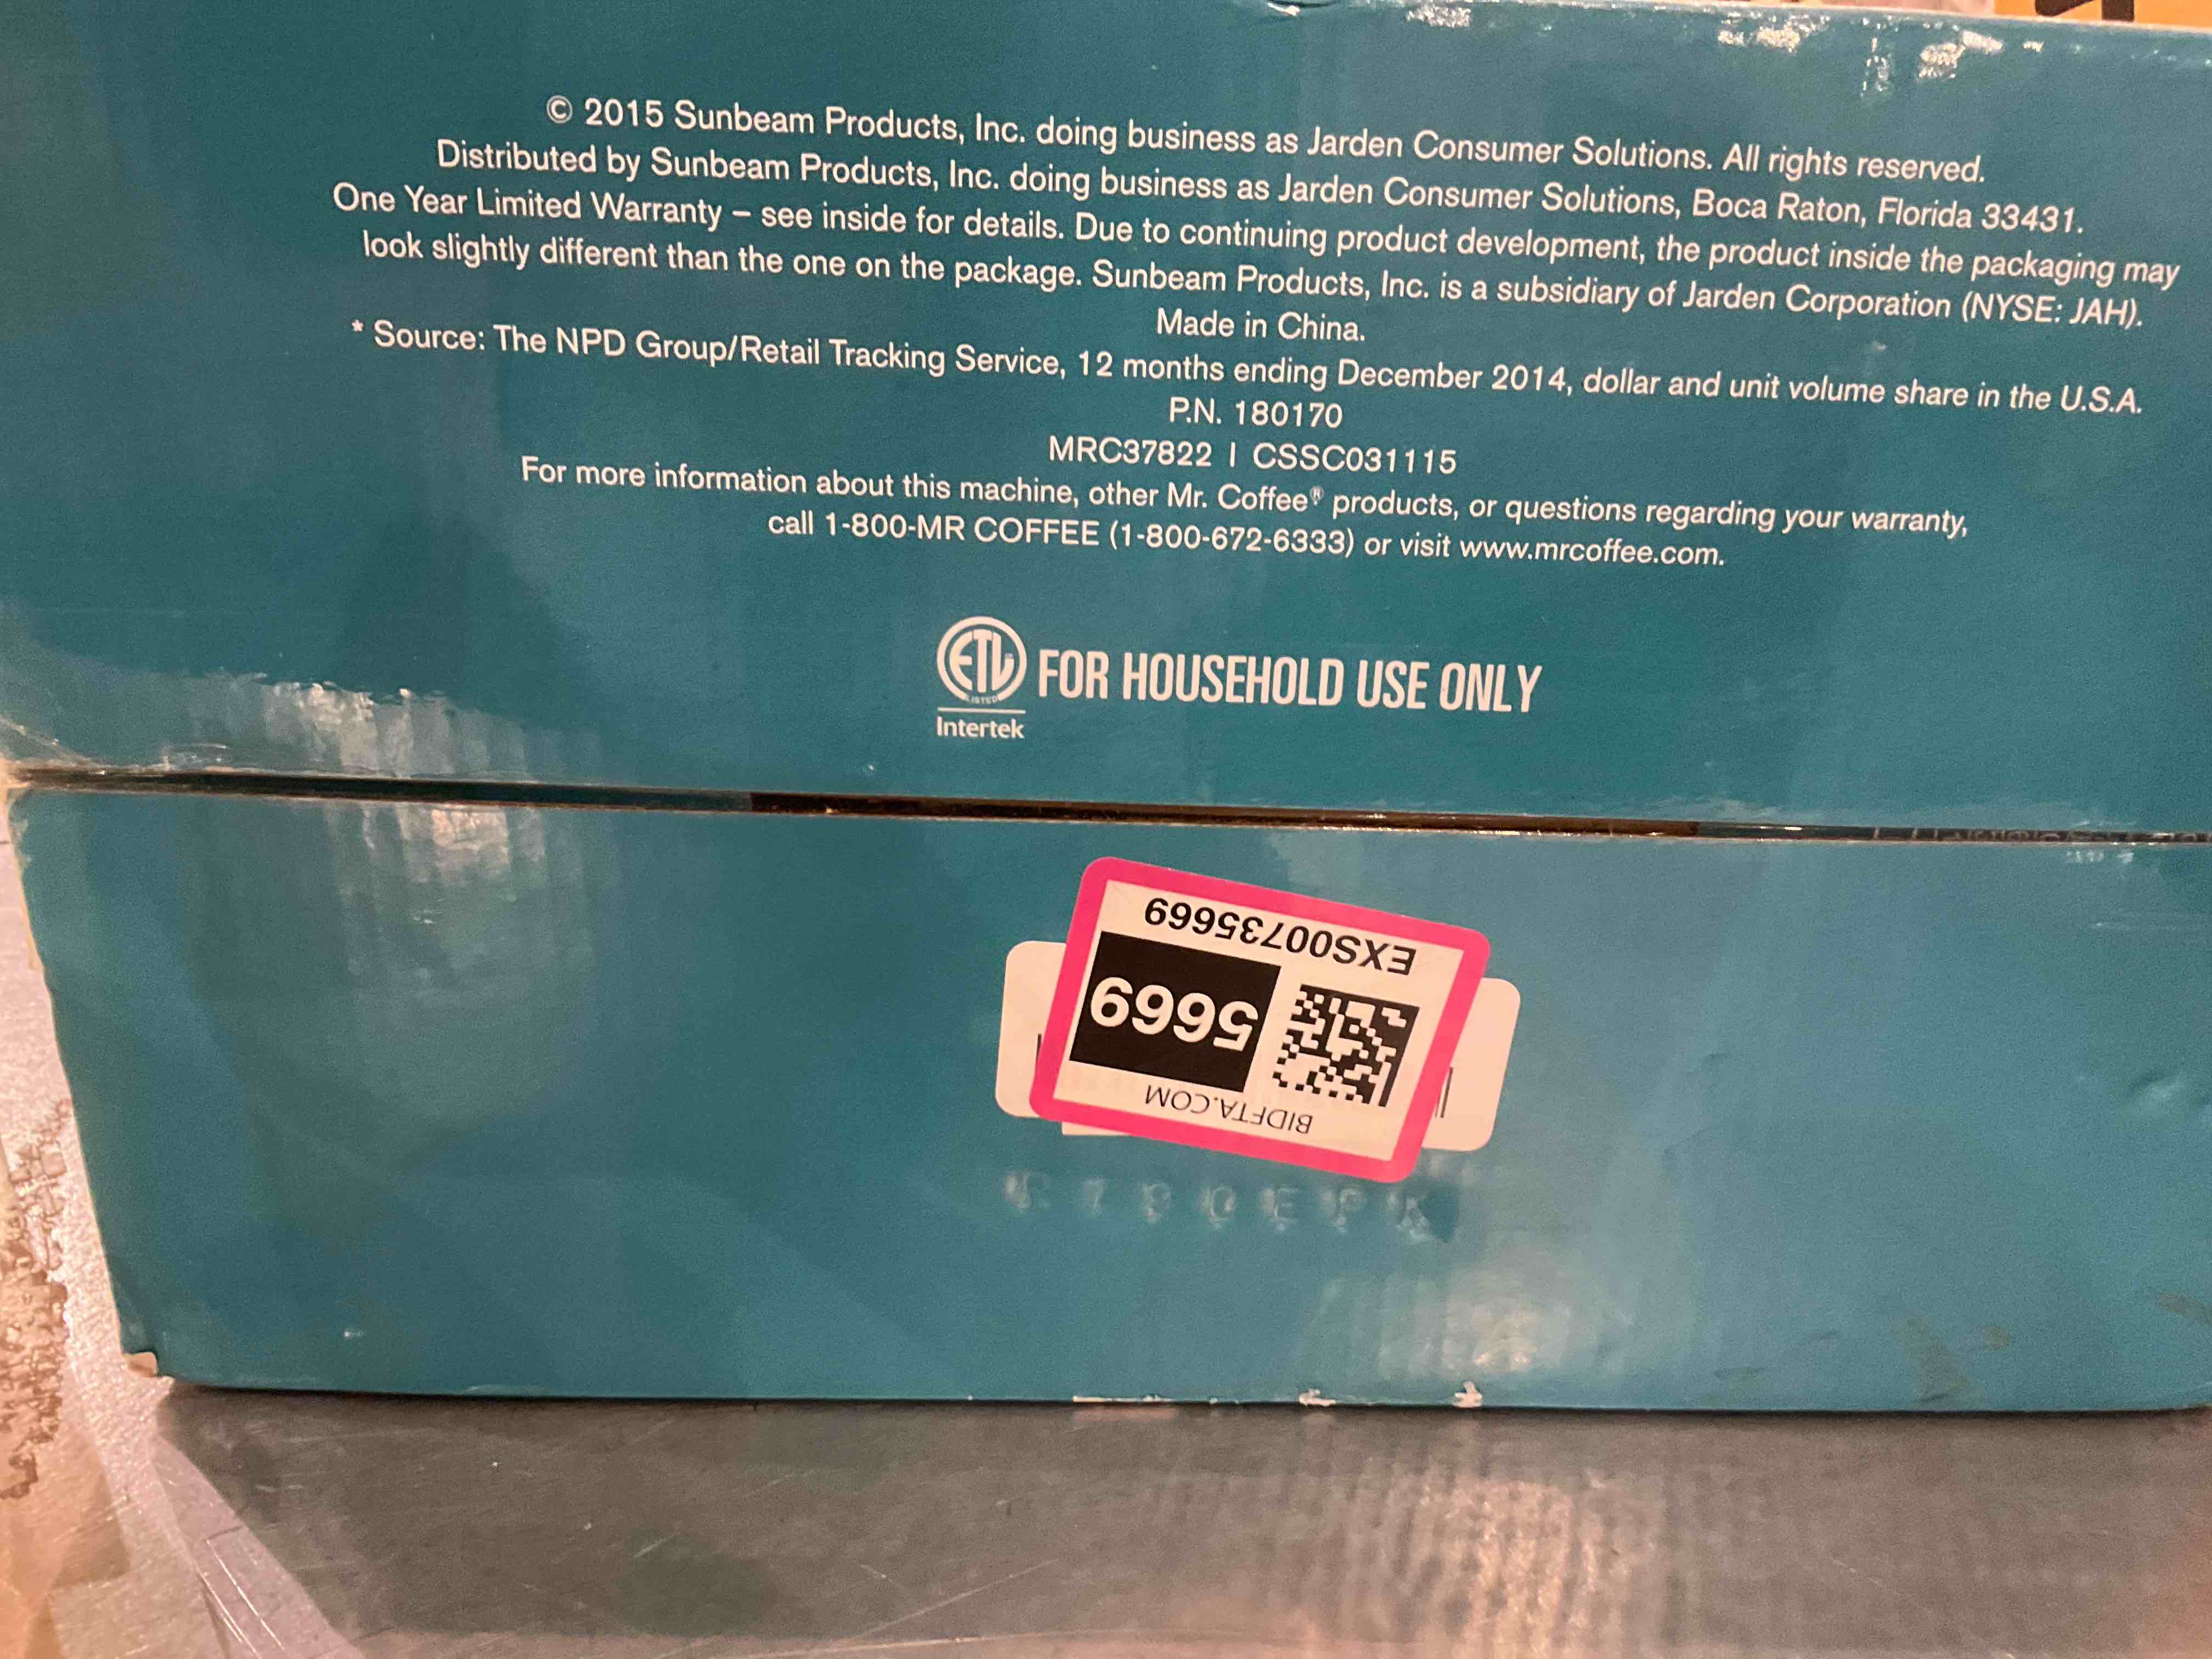 © 2015 Sunbeam Products, Inc. doing business as Jarden Consumer Solutions. All rights reserved.
Distributed by Sunbeam Products, Inc. doing business as Jarden Consumer Solutions, Boca Raton, Florida 33431.
One Year Limited Warranty – see inside for details. Due to continuing product development, the product inside the packaging may
look slightly different than the one on the package. Sunbeam Products, Inc. is a subsidiary of Jarden Corporation (NYSE: JAH).
Made in China.
* Source: The NPD Group/Retail Tracking Service, 12 months ending December 2014, dollar and unit volume share in the U.S.A.
P.N. 180170
MRC37822 | CSSC031115
For more information about this machine, other Mr. Coffee® products, or questions regarding your warranty,
call 1-800-MR COFFEE (1-800-672-6333) or visit www.mrcoffee.com.
ETL LISTED
Intertek
FOR HOUSEHOLD USE ONLY
BIDFTA.COM
5669
EXS00735669